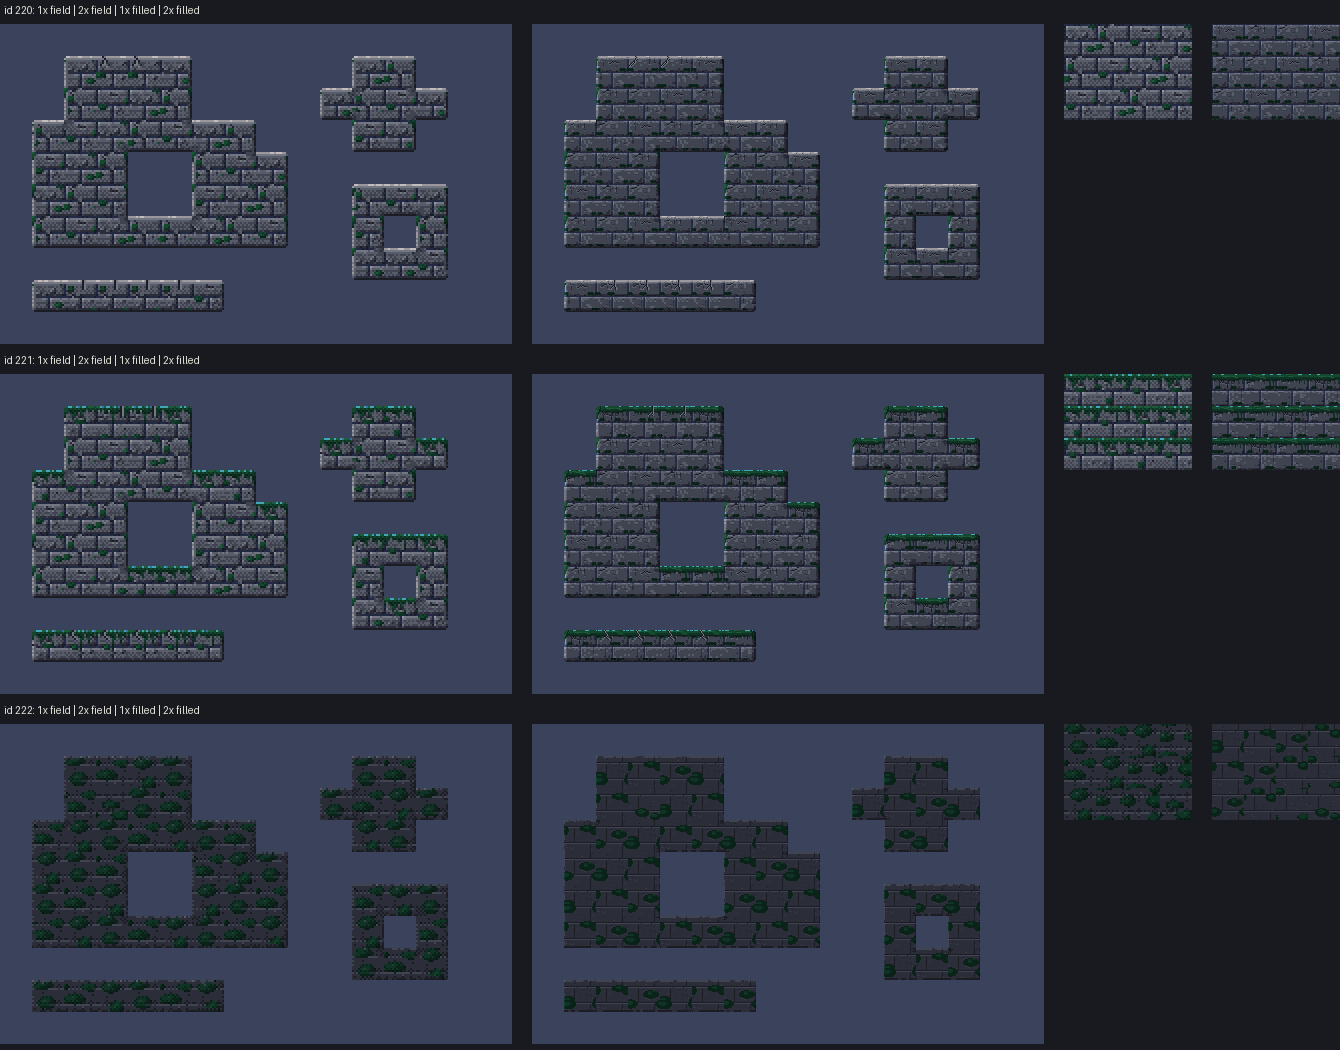 id 220: 1x field | 2x field | 1x filled | 2x filled
id 221: 1x field | 2x field | 1x filled | 2x filled
id 222: 1x field | 2x field | 1x filled | 2x filled